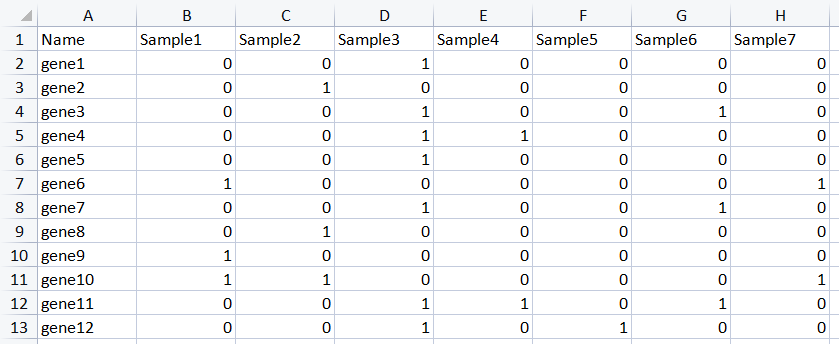 A B C D E F G H
1 Name Sample1 Sample2 Sample3 Sample4 Sample5 Sample6 Sample7
2 gene1 0 0 1 0 0 0 0
3 gene2 0 1 0 0 0 0 0
4 gene3 0 0 1 0 0 1 0
5 gene4 0 0 1 1 0 0 0
6 gene5 0 0 1 0 0 0 0
7 gene6 1 0 0 0 0 0 1
8 gene7 0 0 1 0 0 1 0
9 gene8 0 1 0 0 0 0 0
10 gene9 1 0 0 0 0 0 0
11 gene10 1 1 0 0 0 0 1
12 gene11 0 0 1 1 0 1 0
13 gene12 0 0 1 0 1 0 0